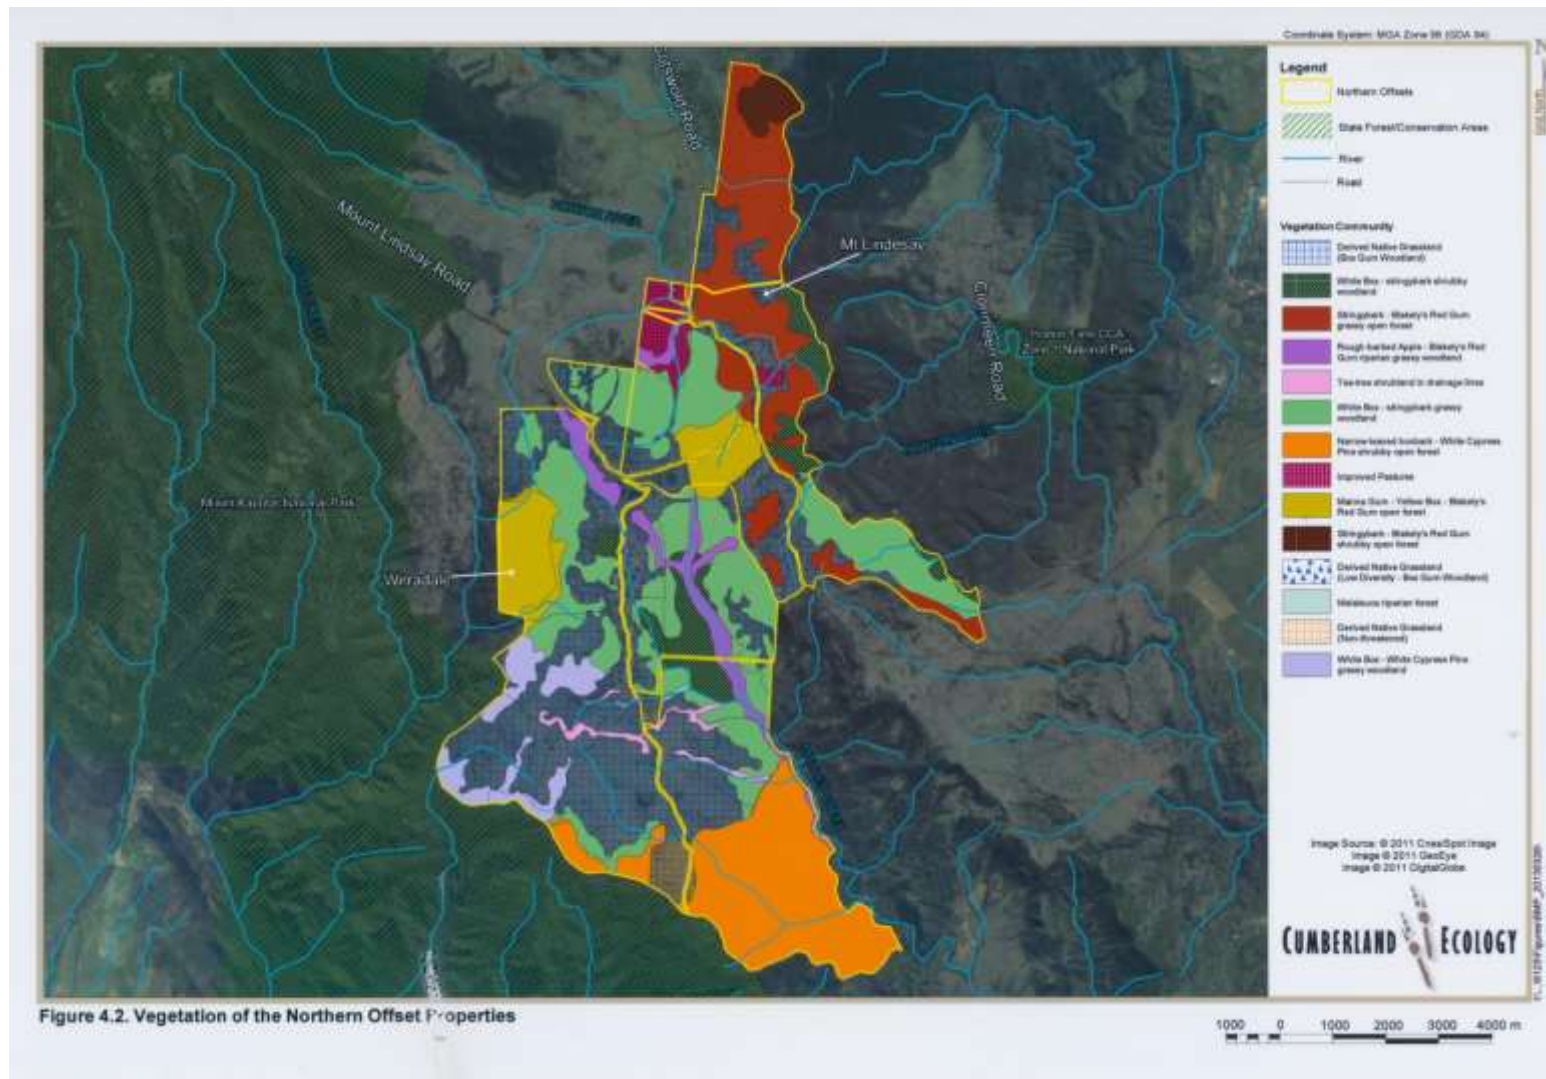 Coordinate System: MGA Zone 56 (GDA 94)
Legend
Northern Offsets
State Forest/Conservation Areas
River
Road
Vegetation Community
Derived Native Grassland
(Box Gum Woodland)
White Box - stringybark shrubby
woodland
Stringybark - Blakely's Red Gum
grassy open forest
Rough-barked Apple - Blakely's Red
Gum riparian grassy woodland
Tea-tree shrubland in drainage lines
White Box - stringybark grassy
woodland
Narrow-leaved Ironbark - White Cypress
Pine shrubby open forest
Improved Pastures
Manna Gum - Yellow Box - Blakely's
Red Gum open forest
Stringybark - Blakely's Red Gum
shrubby open forest
Derived Native Grassland
(Low Diversity - Box Gum Woodland)
Melaleuca riparian forest
Derived Native Grassland
(Non-threatened)
White Box - White Cypress Pine
grassy woodland
Mount Lindsay Road
Mt Lindesay
Road
Zone 1 National Park
Mount Kaputar National Park
Wirradale
Image Source: © 2011 Cnes/Spot Image
Image © 2011 GeoEye
Image © 2011 DigitalGlobe
CUMBERLAND ECOLOGY
Figure 4.2. Vegetation of the Northern Offset Properties
1000 0 1000 2000 3000 4000 m